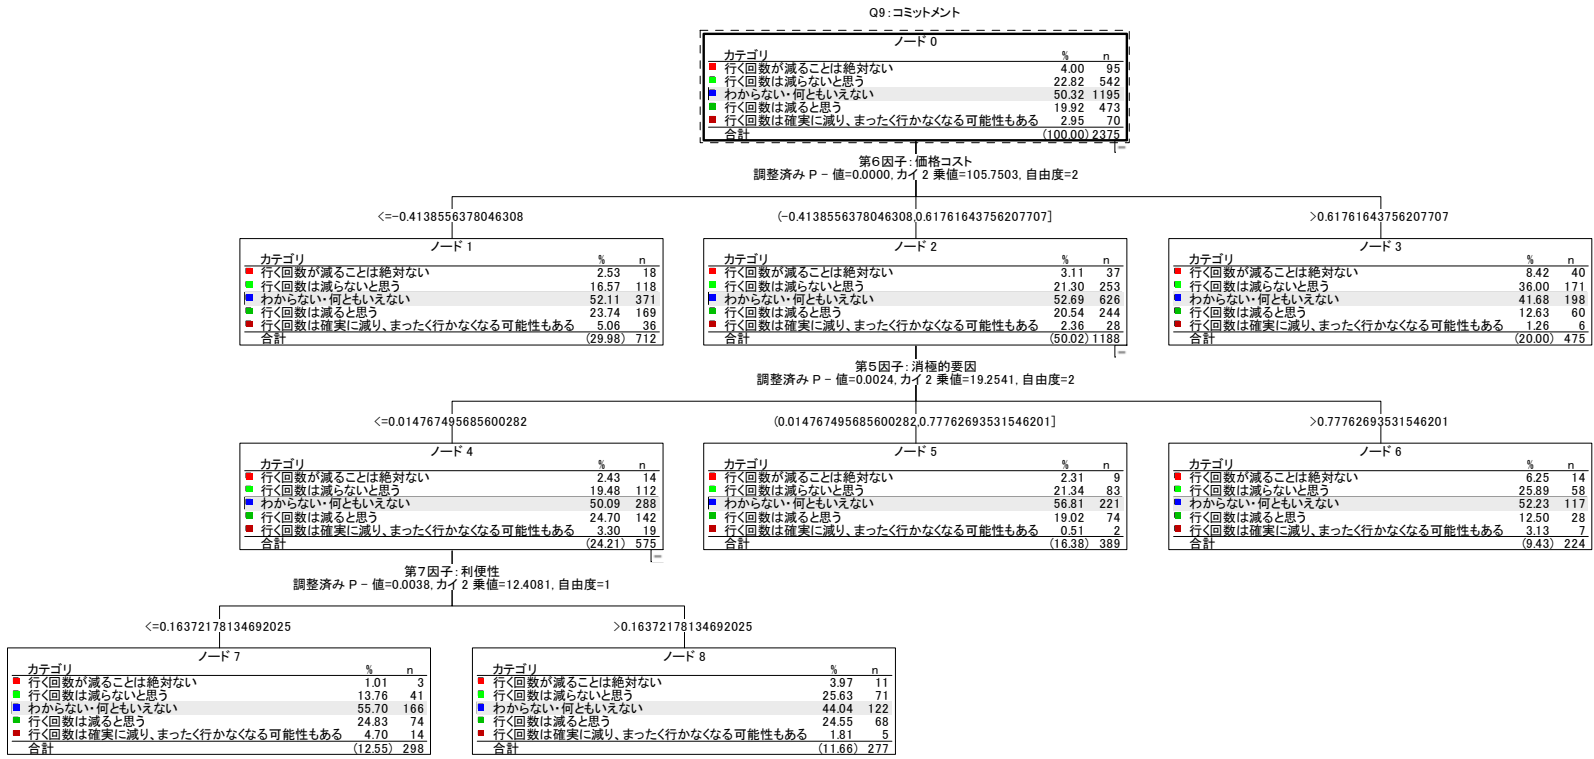 Q9:コミットメント
ノード 0
カテゴリ % n
行く回数が減ることは絶対ない 4.00 95
行く回数は減らないと思う 22.82 542
わからない・何ともいえない 50.32 1195
行く回数は減ると思う 19.92 473
行く回数は確実に減り、まったく行かなくなる可能性もある 2.95 70
合計 (100.00) 2375
第6因子:価格コスト
調整済み P - 値=0.0000, カイ 2 乗値=105.7503, 自由度=2
<=-0.4138556378046308
(-0.4138556378046308,0.61761643756207707]
>0.61761643756207707
ノード 1
カテゴリ % n
行く回数が減ることは絶対ない 2.53 18
行く回数は減らないと思う 16.57 118
わからない・何ともいえない 52.11 371
行く回数は減ると思う 23.74 169
行く回数は確実に減り、まったく行かなくなる可能性もある 5.06 36
合計 (29.98) 712
ノード 2
カテゴリ % n
行く回数が減ることは絶対ない 3.11 37
行く回数は減らないと思う 21.30 253
わからない・何ともいえない 52.69 626
行く回数は減ると思う 20.54 244
行く回数は確実に減り、まったく行かなくなる可能性もある 2.36 28
合計 (50.02) 1188
ノード 3
カテゴリ % n
行く回数が減ることは絶対ない 8.42 40
行く回数は減らないと思う 36.00 171
わからない・何ともいえない 41.68 198
行く回数は減ると思う 12.63 60
行く回数は確実に減り、まったく行かなくなる可能性もある 1.26 6
合計 (20.00) 475
第5因子:消極的要因
調整済み P - 値=0.0024, カイ 2 乗値=19.2541, 自由度=2
<=0.014767495685600282
(0.014767495685600282,0.77762693531546201]
>0.77762693531546201
ノード 4
カテゴリ % n
行く回数が減ることは絶対ない 2.43 14
行く回数は減らないと思う 19.48 112
わからない・何ともいえない 50.09 288
行く回数は減ると思う 24.70 142
行く回数は確実に減り、まったく行かなくなる可能性もある 3.30 19
合計 (24.21) 575
ノード 5
カテゴリ % n
行く回数が減ることは絶対ない 2.31 9
行く回数は減らないと思う 21.34 83
わからない・何ともいえない 56.81 221
行く回数は減ると思う 19.02 74
行く回数は確実に減り、まったく行かなくなる可能性もある 0.51 2
合計 (16.38) 389
ノード 6
カテゴリ % n
行く回数が減ることは絶対ない 6.25 14
行く回数は減らないと思う 25.89 58
わからない・何ともいえない 52.23 117
行く回数は減ると思う 12.50 28
行く回数は確実に減り、まったく行かなくなる可能性もある 3.13 7
合計 (9.43) 224
第7因子:利便性
調整済み P - 値=0.0038, カイ 2 乗値=12.4081, 自由度=1
<=0.16372178134692025
>0.16372178134692025
ノード 7
カテゴリ % n
行く回数が減ることは絶対ない 1.01 3
行く回数は減らないと思う 13.76 41
わからない・何ともいえない 55.70 166
行く回数は減ると思う 24.83 74
行く回数は確実に減り、まったく行かなくなる可能性もある 4.70 14
合計 (12.55) 298
ノード 8
カテゴリ % n
行く回数が減ることは絶対ない 3.97 11
行く回数は減らないと思う 25.63 71
わからない・何ともいえない 44.04 122
行く回数は減ると思う 24.55 68
行く回数は確実に減り、まったく行かなくなる可能性もある 1.81 5
合計 (11.66) 277